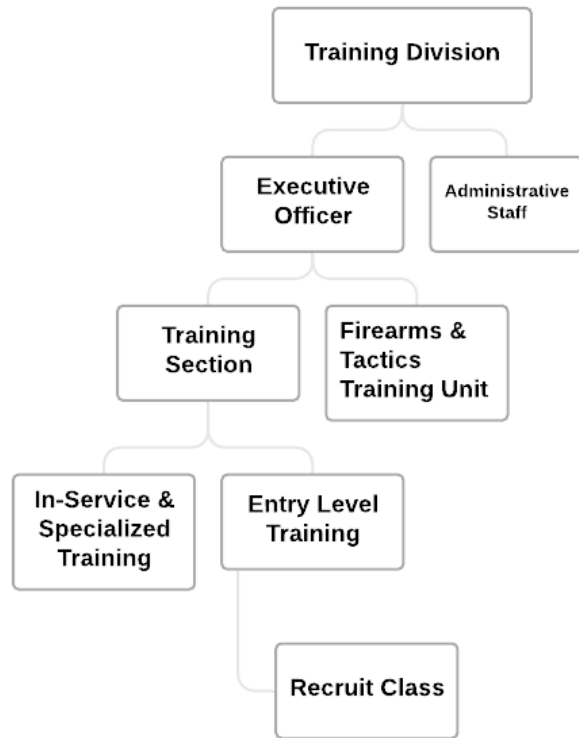 Training Division
Executive
Officer
Administrative
Staff
Training
Section
Firearms &
Tactics
Training Unit
In-Service &
Specialized
Training
Entry Level
Training
Recruit Class